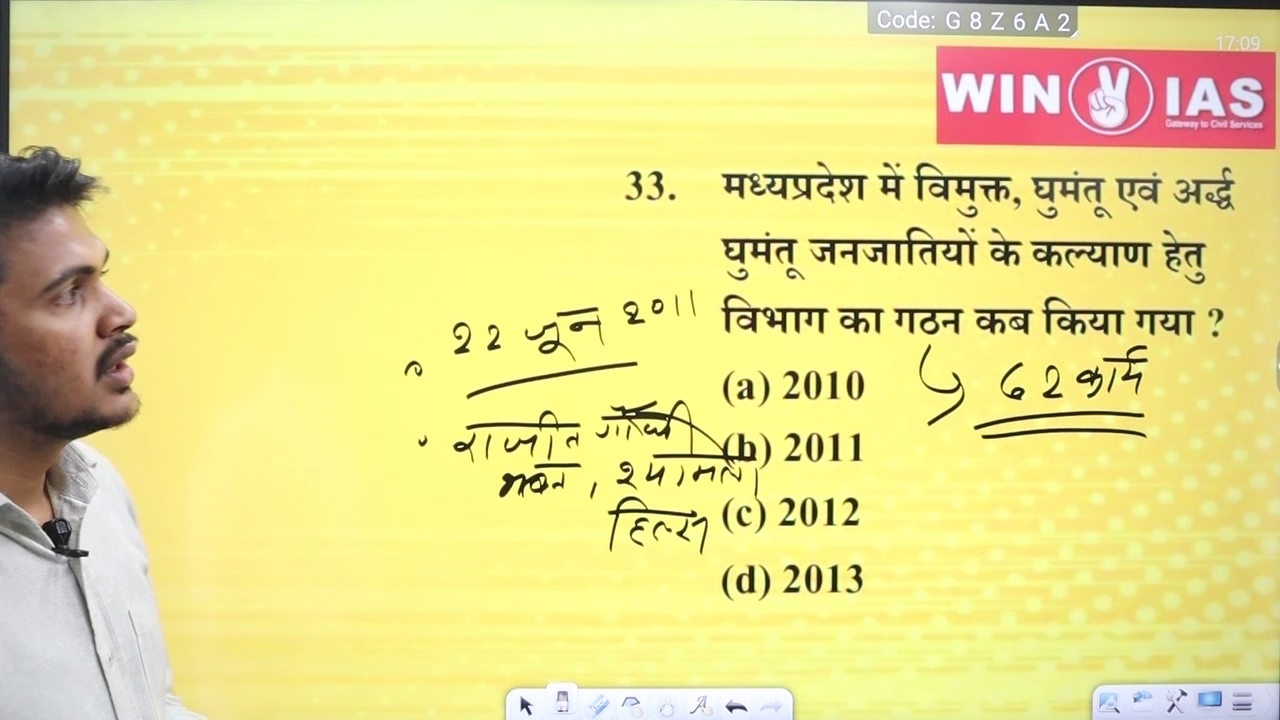 Code: G 8 Z 6 A 2
17:09
WIN IAS
Gateway to Civil Services
33. मध्यप्रदेश में विमुक्त, घुमंतू एवं अर्द्ध
घुमंतू जनजातियों के कल्याण हेतु
विभाग का गठन कब किया गया ?
(a) 2010
(b) 2011
(c) 2012
(d) 2013
22 जून 2011
राजीव गाँधी
भवन, श्यामला
हिल्स
62 कार्य